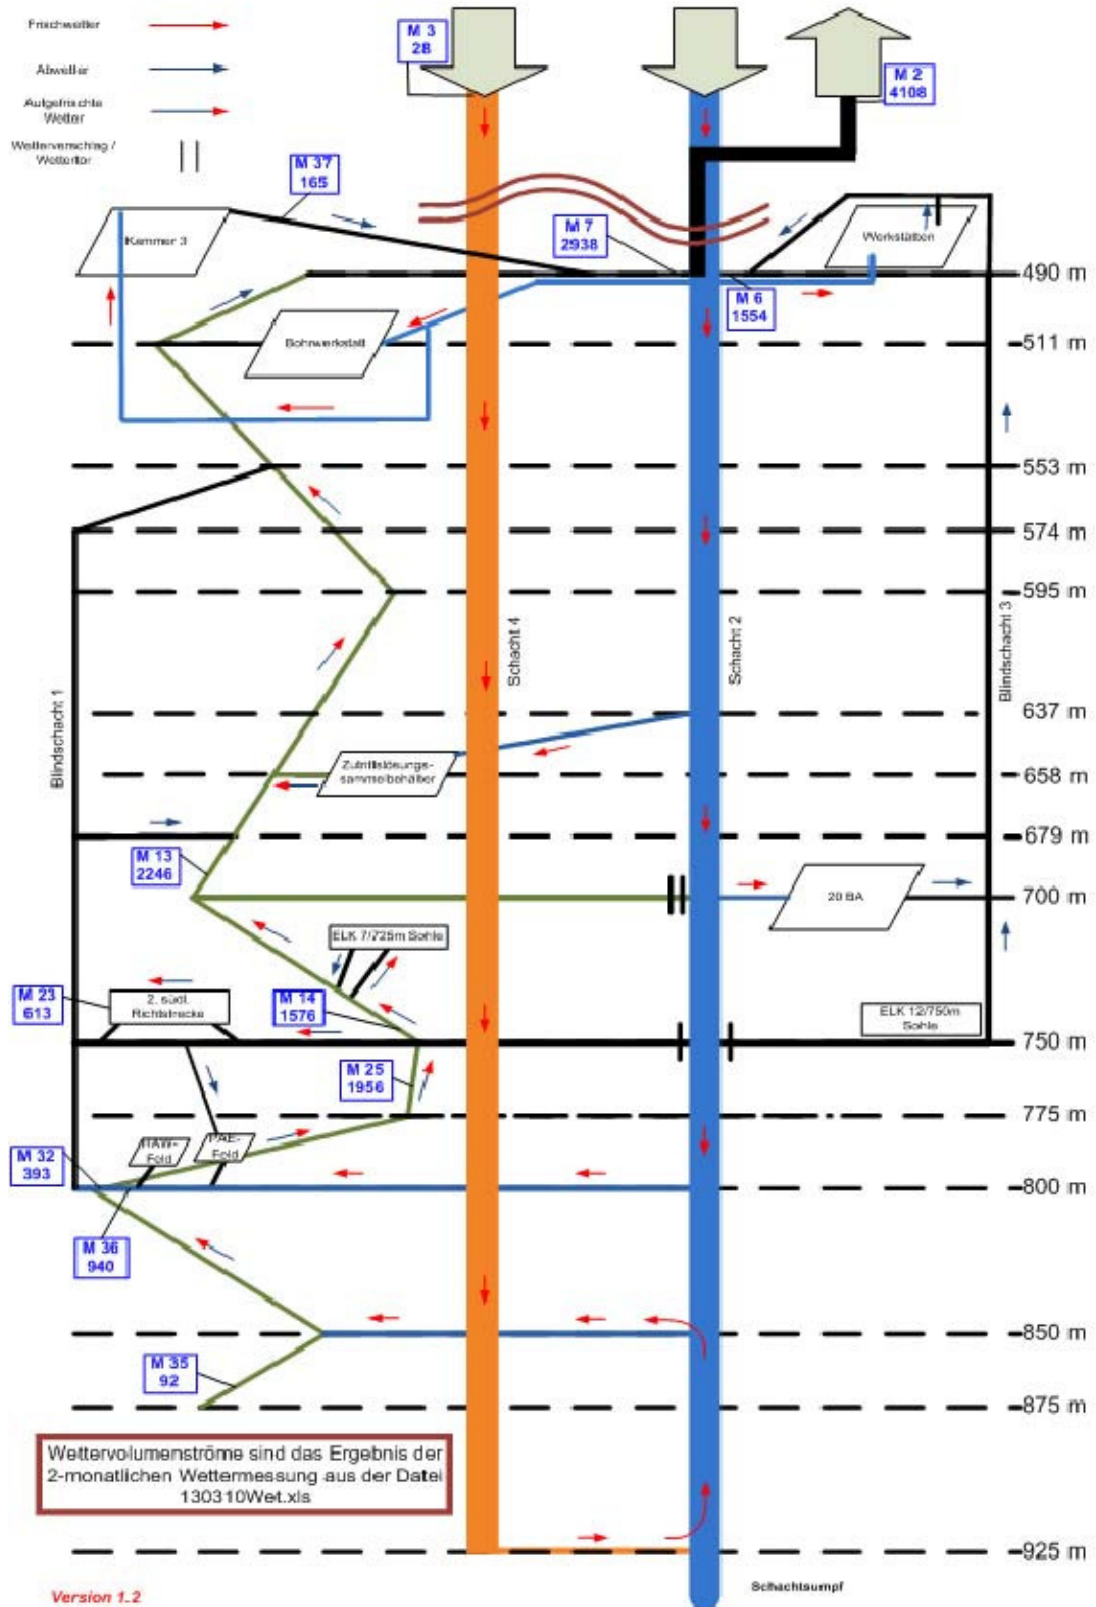 Frischwetter
M 3
28
Abwetter
M 2
4108
Aufgefrischte
Wetter
Wetterverschlag /
Wettertor
M 37
165
Kammer 3
M 7
2938
Werkstätten
490 m
M 6
1554
Bohrwerkstatt
511 m
553 m
574 m
595 m
Schacht 4
Schacht 2
Blindschacht 3
Blindschacht 1
637 m
Zutrittslösungs-
sammelbehälter
658 m
679 m
M 13
2246
20 BA
700 m
ELK 7/725m Sohle
M 23
613
2. südl.
Richtstrecke
M 14
1576
ELK 12/750m
Sohle
750 m
M 25
1956
775 m
HAW-
Feld
PAE-
Feld
M 32
393
800 m
M 36
940
850 m
M 35
92
875 m
Wettervolumenströme sind das Ergebnis der
2-monatlichen Wettermessung aus der Datei
130310Wet.xls
925 m
Schachtsumpf
Version 1.2